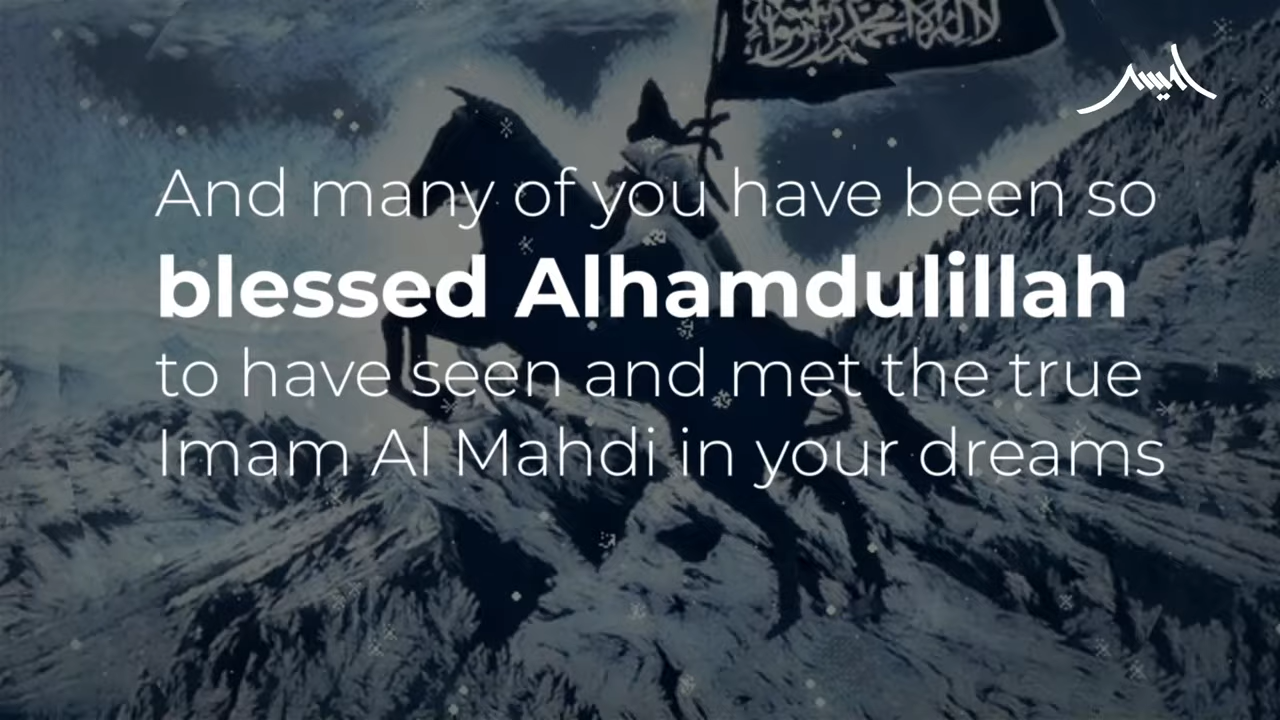 And many of you have been so
blessed Alhamdulillah
to have seen and met the true
Imam Al Mahdi in your dreams